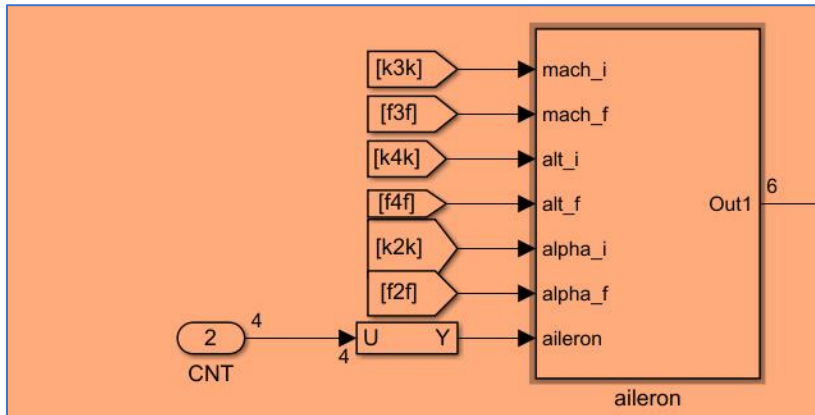 [k3k]
mach_i
[f3f]
mach_f
[k4k]
alt_i
[f4f]
alt_f
Out1
6
[k2k]
alpha_i
[f2f]
alpha_f
2
4
4
U
Y
aileron
CNT
aileron